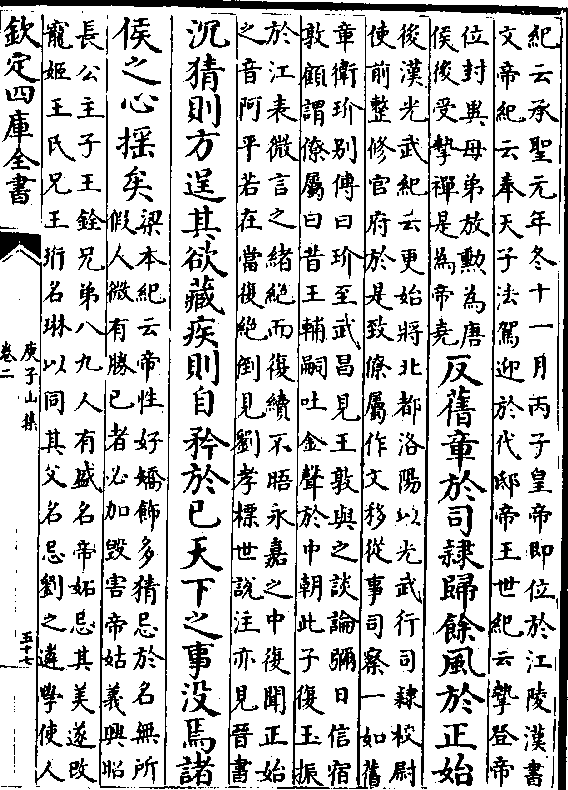 紀云承聖元年冬十一月丙子皇帝即位於江陵漢書
文帝紀云奉天子法駕迎於代邸帝王世紀云摯登帝
位封異母弟放勲為唐
侯後受摯禪是為帝堯
反舊章於司隸歸餘風於正始
後漢光武紀云更始將北都洛陽以光武行司隸校尉
使前整修官府於是致僚屬作文移從事司察一如舊
章衛玠别傳曰玠至武昌見王敦與之談論彌日信宿
敦顧謂僚屬曰昔王輔嗣吐金聲於中朝此子復玉振
於江表微言之緒絶而復續不唔永嘉之中復聞正始
之音阿平若在當復絶倒見劉孝標世說注亦見晉書
沉猜則方逞其欲藏疾則自矜於已天下之事没焉諸
侯之心揺矣
梁本紀云帝性好矯飾多猜忌於名無所
假人微有勝已者必加毁害帝姑義興昭
長公主子王銓兄弟八九人有盛名帝妬忌其美遂改
寵姬王氏兄王珩名琳以同其父名忌劉之遴學使人
欽定四庫全書
庾子山集
卷二
五十七